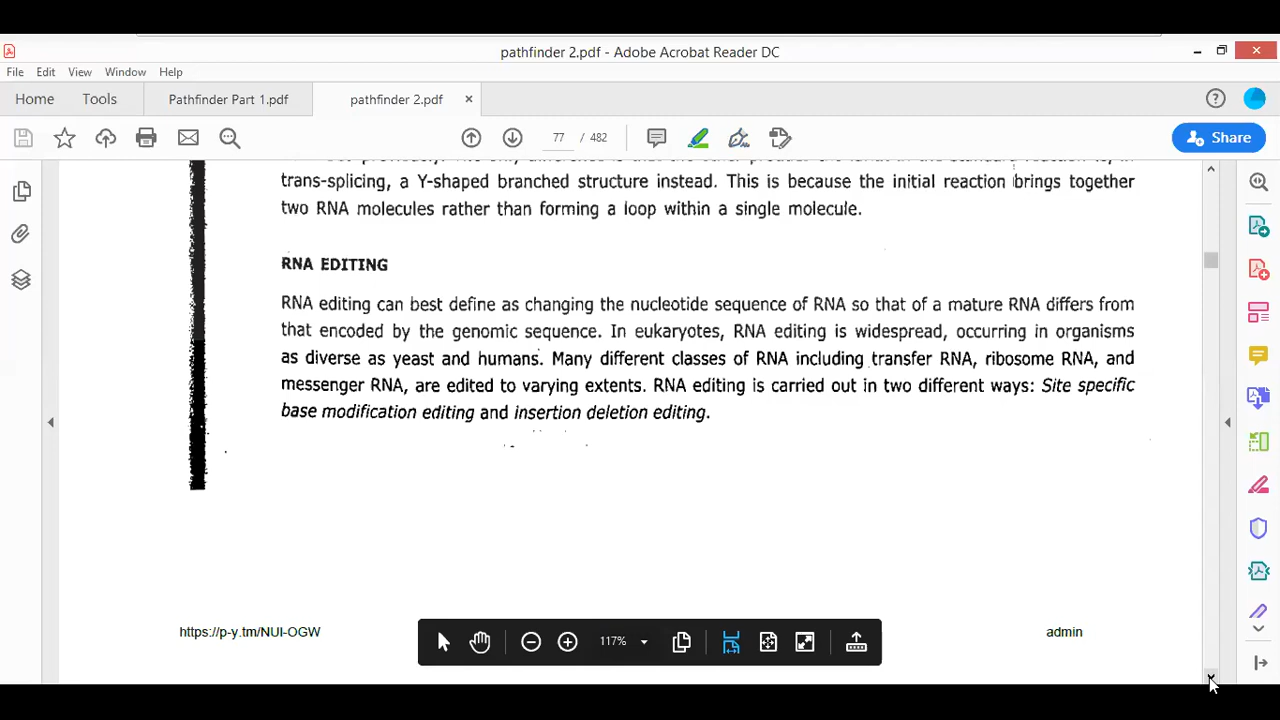 pathfinder 2.pdf - Adobe Acrobat Reader DC
File Edit View Window Help
Home Tools Pathfinder Part 1.pdf pathfinder 2.pdf ×
77 / 482 Share
trans-splicing, a Y-shaped branched structure instead. This is because the initial reaction brings together
two RNA molecules rather than forming a loop within a single molecule.
RNA EDITING
RNA editing can best define as changing the nucleotide sequence of RNA so that of a mature RNA differs from
that encoded by the genomic sequence. In eukaryotes, RNA editing is widespread, occurring in organisms
as diverse as yeast and humans. Many different classes of RNA including transfer RNA, ribosome RNA, and
messenger RNA, are edited to varying extents. RNA editing is carried out in two different ways: Site specific
base modification editing and insertion deletion editing.
https://p-y.tm/NUI-OGW admin
117%